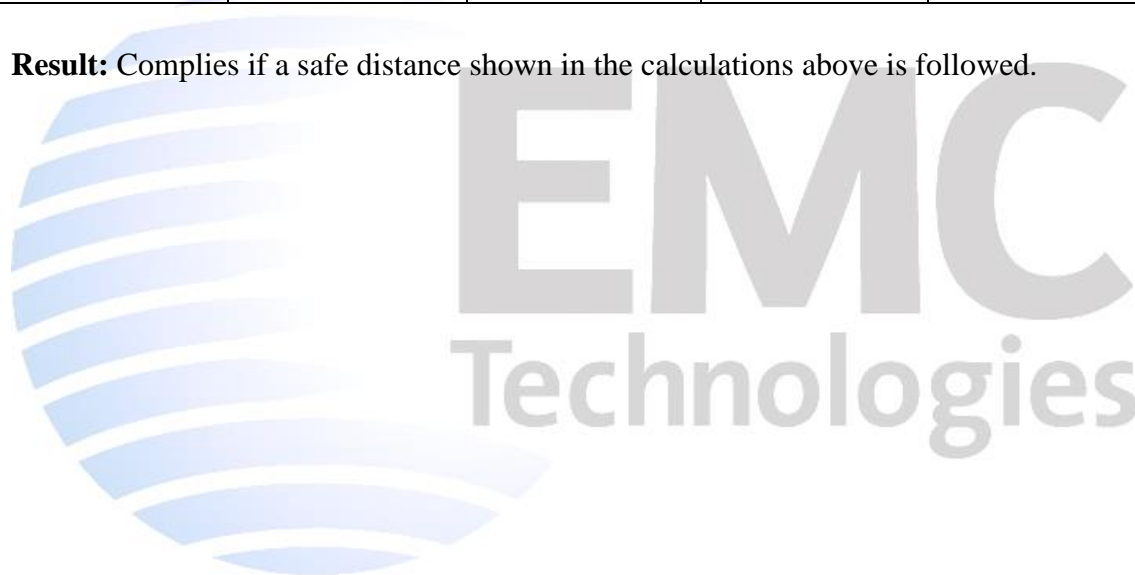 Result: Complies if a safe distance shown in the calculations above is followed.
EMC
Technologies